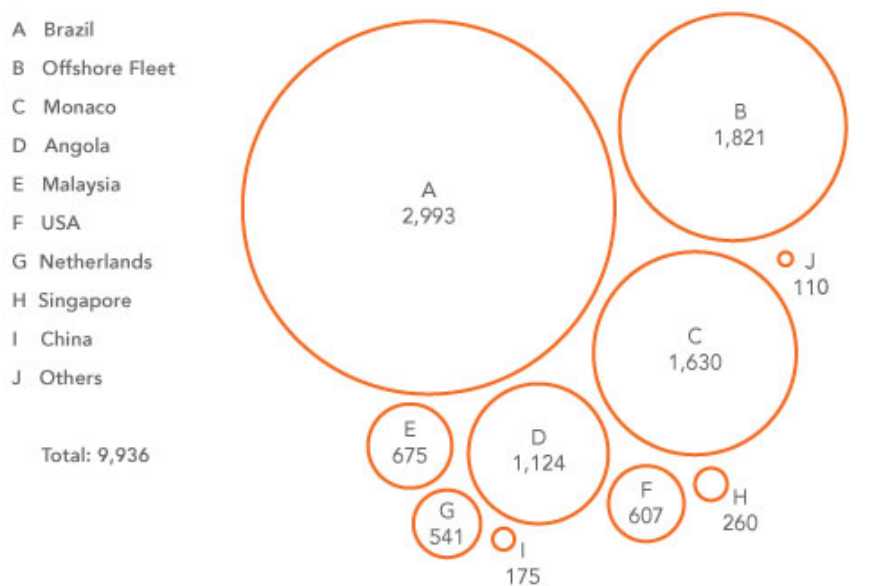 A Brazil
B Offshore Fleet
C Monaco
D Angola
E Malaysia
F USA
G Netherlands
H Singapore
I China
J Others
Total: 9,936
A
2,993
B
1,821
J
110
C
1,630
E
675
D
1,124
F
607
H
260
G
541
I
175